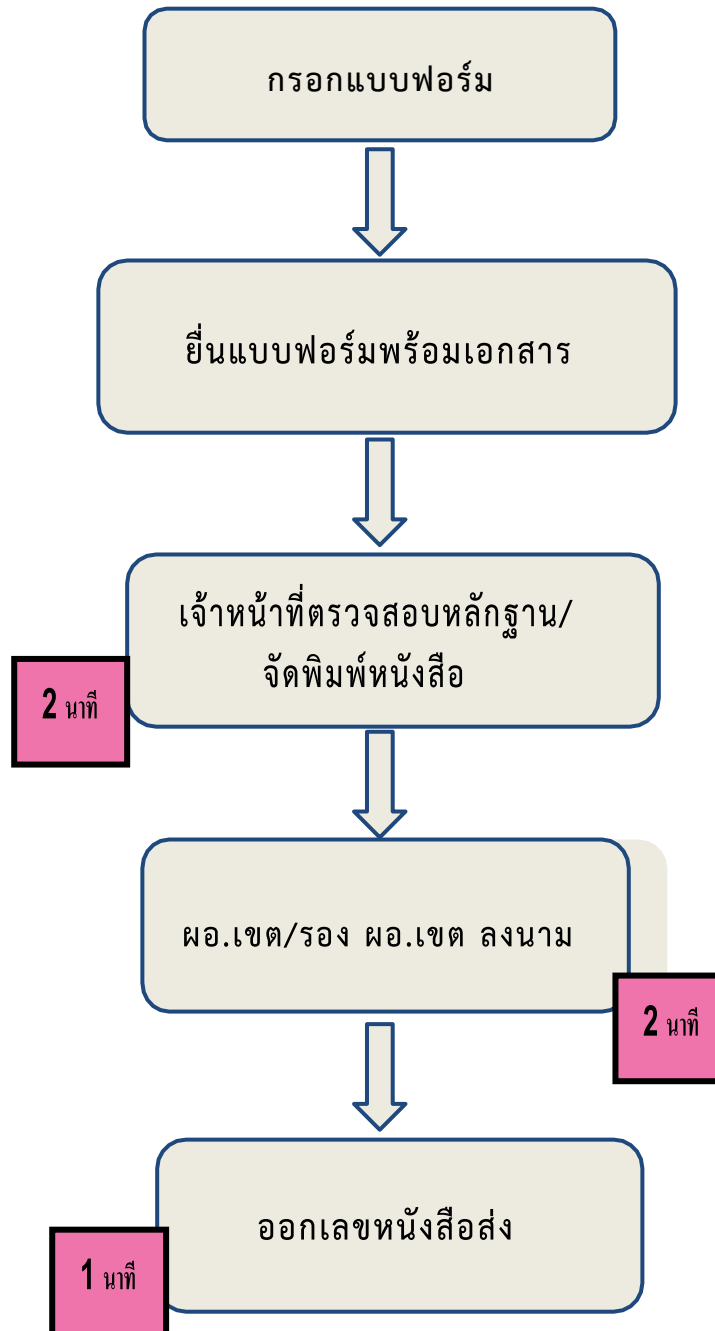 กรอกแบบฟอร์ม
ยื่นแบบฟอร์มพร้อมเอกสาร
เจ้าหน้าที่ตรวจสอบหลักฐาน/
จัดพิมพ์หนังสือ
2 นาที
ผอ.เขต/รอง ผอ.เขต ลงนาม
2 นาที
ออกเลขหนังสือส่ง
1 นาที